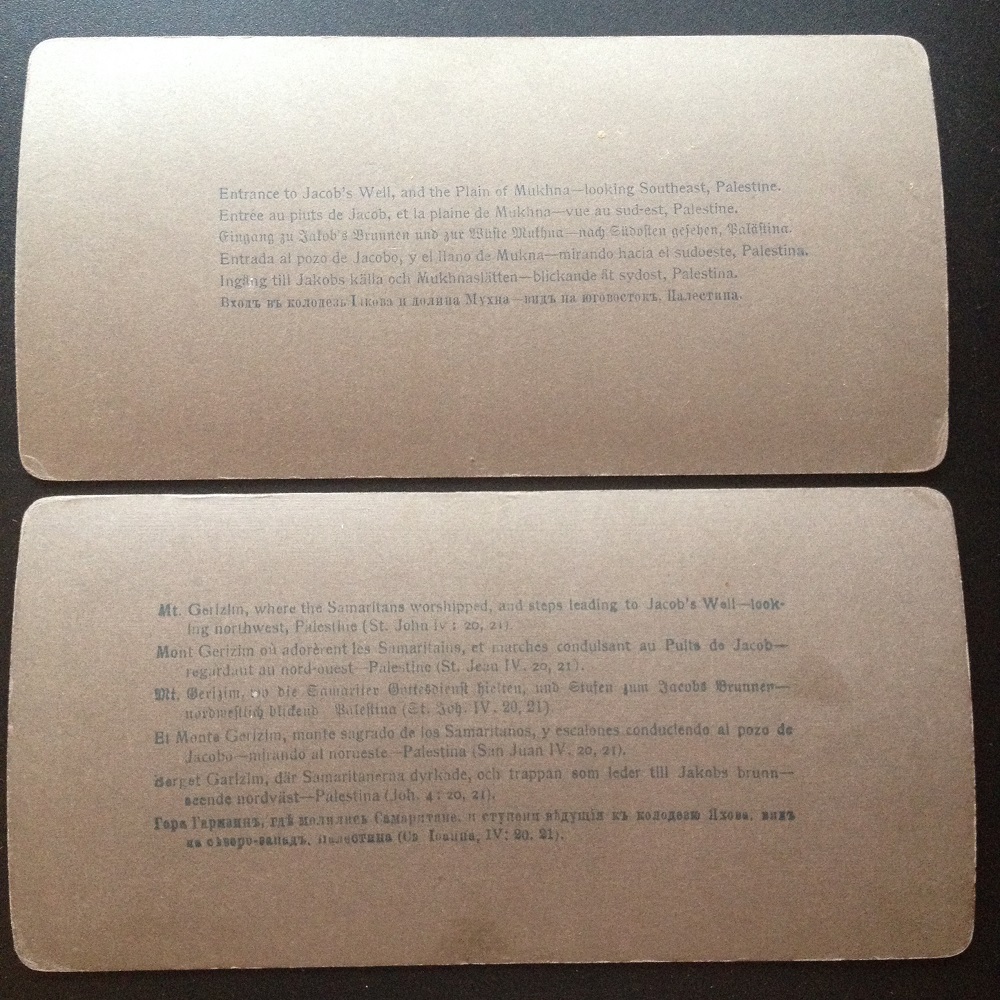 Entrance to Jacob's Well, and the Plain of Mukhna—looking Southeast, Palestine.
Entrée au piuts de Jacob, et la plaine de Mukhna—vue au sud-est, Palestine.
Eingang zu Jakob's Brunnen und zur Wüste Mukhna—nach Südosten gesehen, Palästina.
Entrada al pozo de Jacobo, y el llano de Mukna—mirando hacia el sudoeste, Palestina.
Ingång till Jakobs källa och Mukhnaslätten—blickande åt sydost, Palestina.
Входъ къ колодезь Іакова и долина Мухна—видъ на юговостокъ, Палестина.
Mt. Gerizim, where the Samaritans worshipped, and steps leading to Jacob's Well—look-
ing northwest, Palestine (St. John iv : 20, 21).
Mont Gerizim où adorèrent les Samaritains, et marches conduisant au Puits de Jacob—
regardant au nord-ouest—Palestine (St. Jean IV. 20, 21).
Mt. Gerizim, wo die Samariter Gottesdienst hielten, und Stufen zum Jacobs Brunnen—
nordwestlich blickend—Palestina (St. Joh. IV. 20, 21)
El Monte Gerizim, monte sagrado de los Samaritanos, y escalones conduciendo al pozo de
Jacobo—mirando al noroeste—Palestina (San Juan IV. 20, 21).
Berget Garizim, där Samaritanerna dyrkade, och trappan som leder till Jakobs brunn—
seende nordväst—Palestina (Joh. 4: 20, 21).
Гора Гаризинъ, гдѣ молились Самаритане, и ступени вѣдущія къ колодезю Якова, видъ
на сѣверо-западъ, Палестина (Св Іоанна, IV: 20. 21).